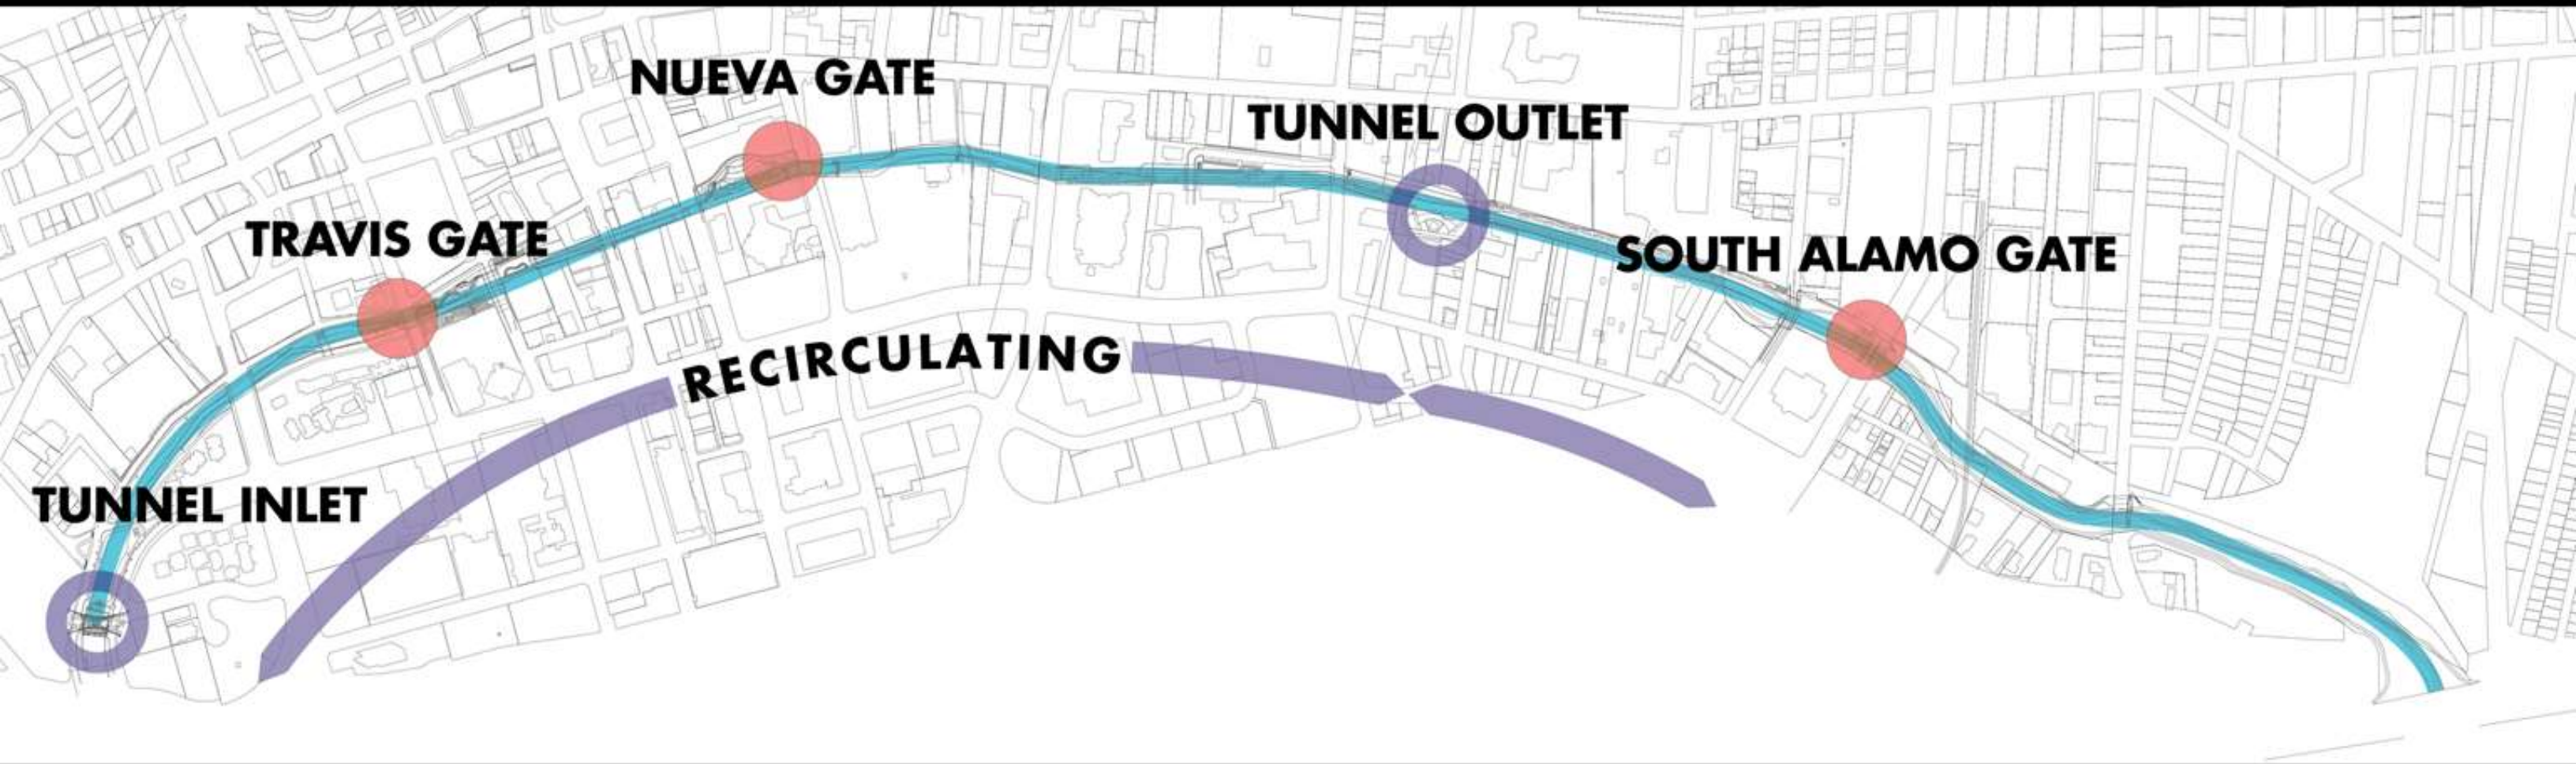 NUEVA GATE
TUNNEL OUTLET
TRAVIS GATE
SOUTH ALAMO GATE
RECIRCULATING
TUNNEL INLET